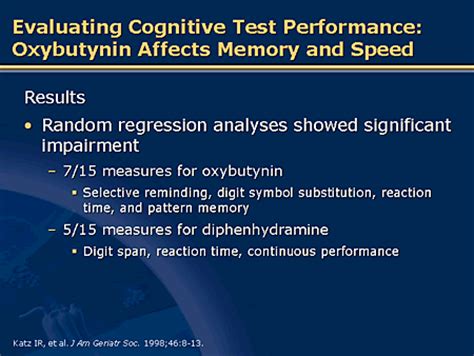 Evaluating Cognitive Test Performance:
Oxybutynin Affects Memory and Speed
Results
• Random regression analyses showed significant
impairment
– 7/15 measures for oxybutynin
▪ Selective reminding, digit symbol substitution, reaction
time, and pattern memory
– 5/15 measures for diphenhydramine
▪ Digit span, reaction time, continuous performance
Katz IR, et al. J Am Geriatr Soc. 1998;46:8-13.